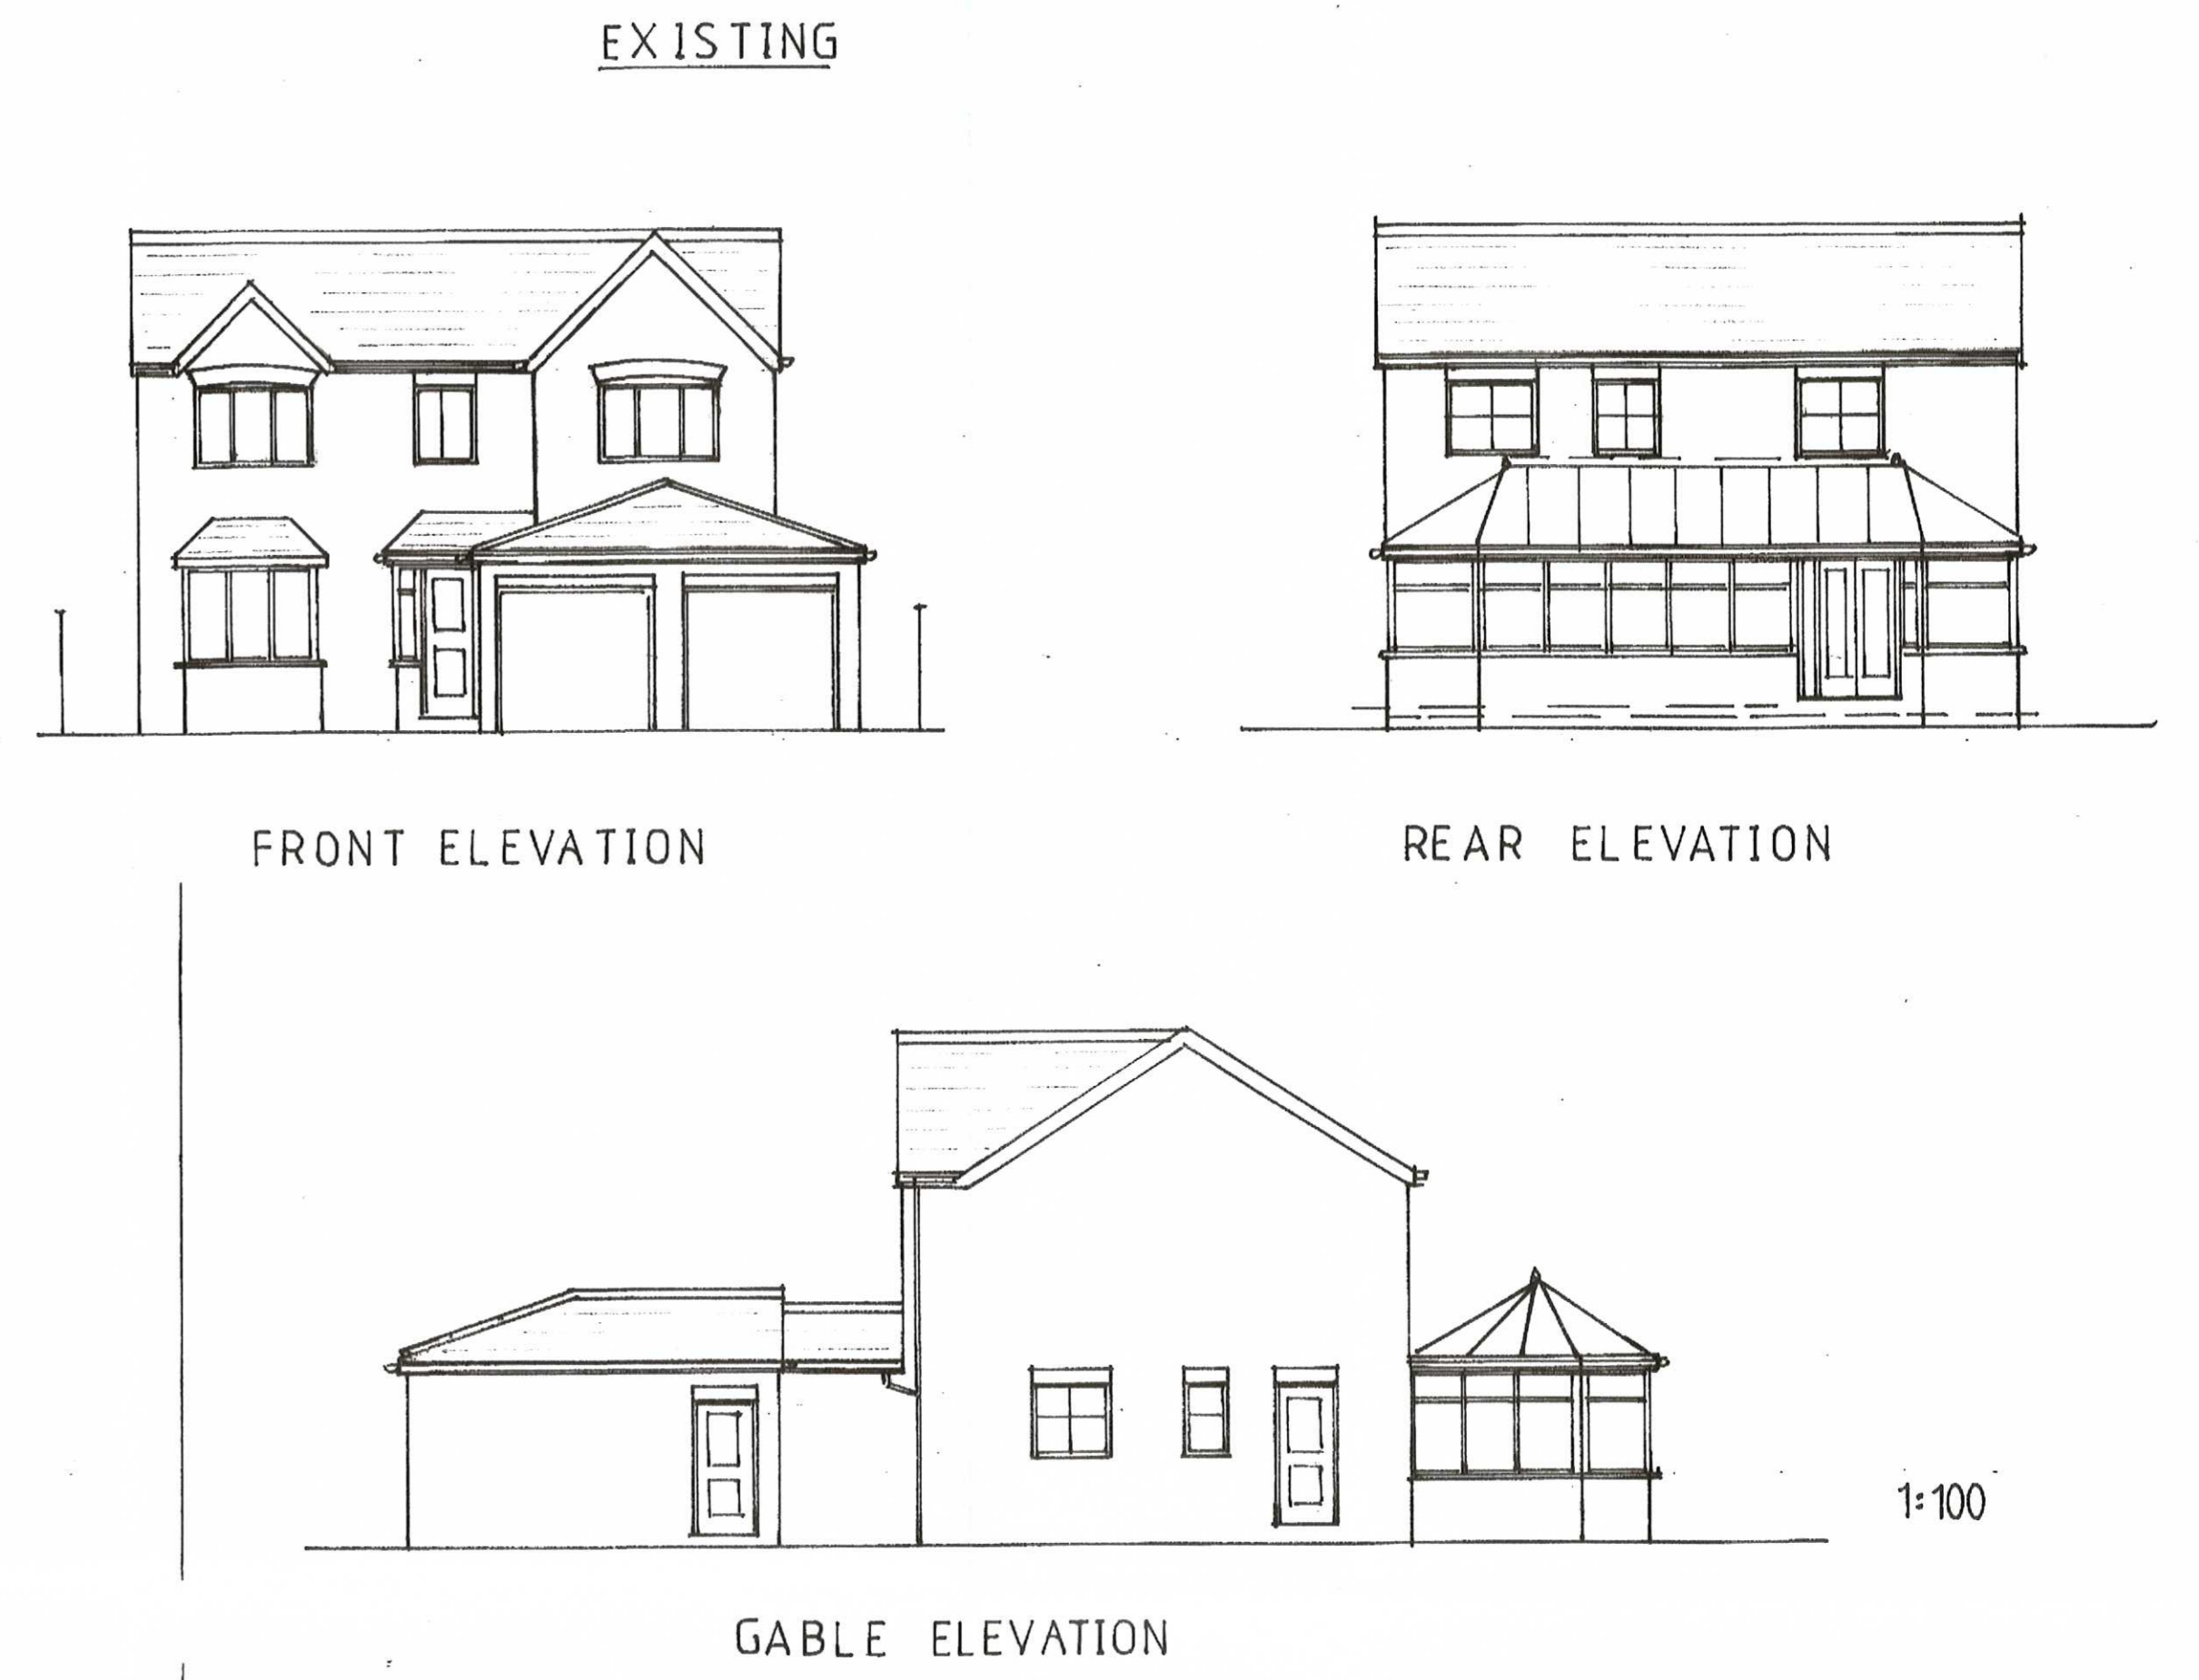 EXISTING
FRONT ELEVATION
REAR ELEVATION
1:100
GABLE ELEVATION